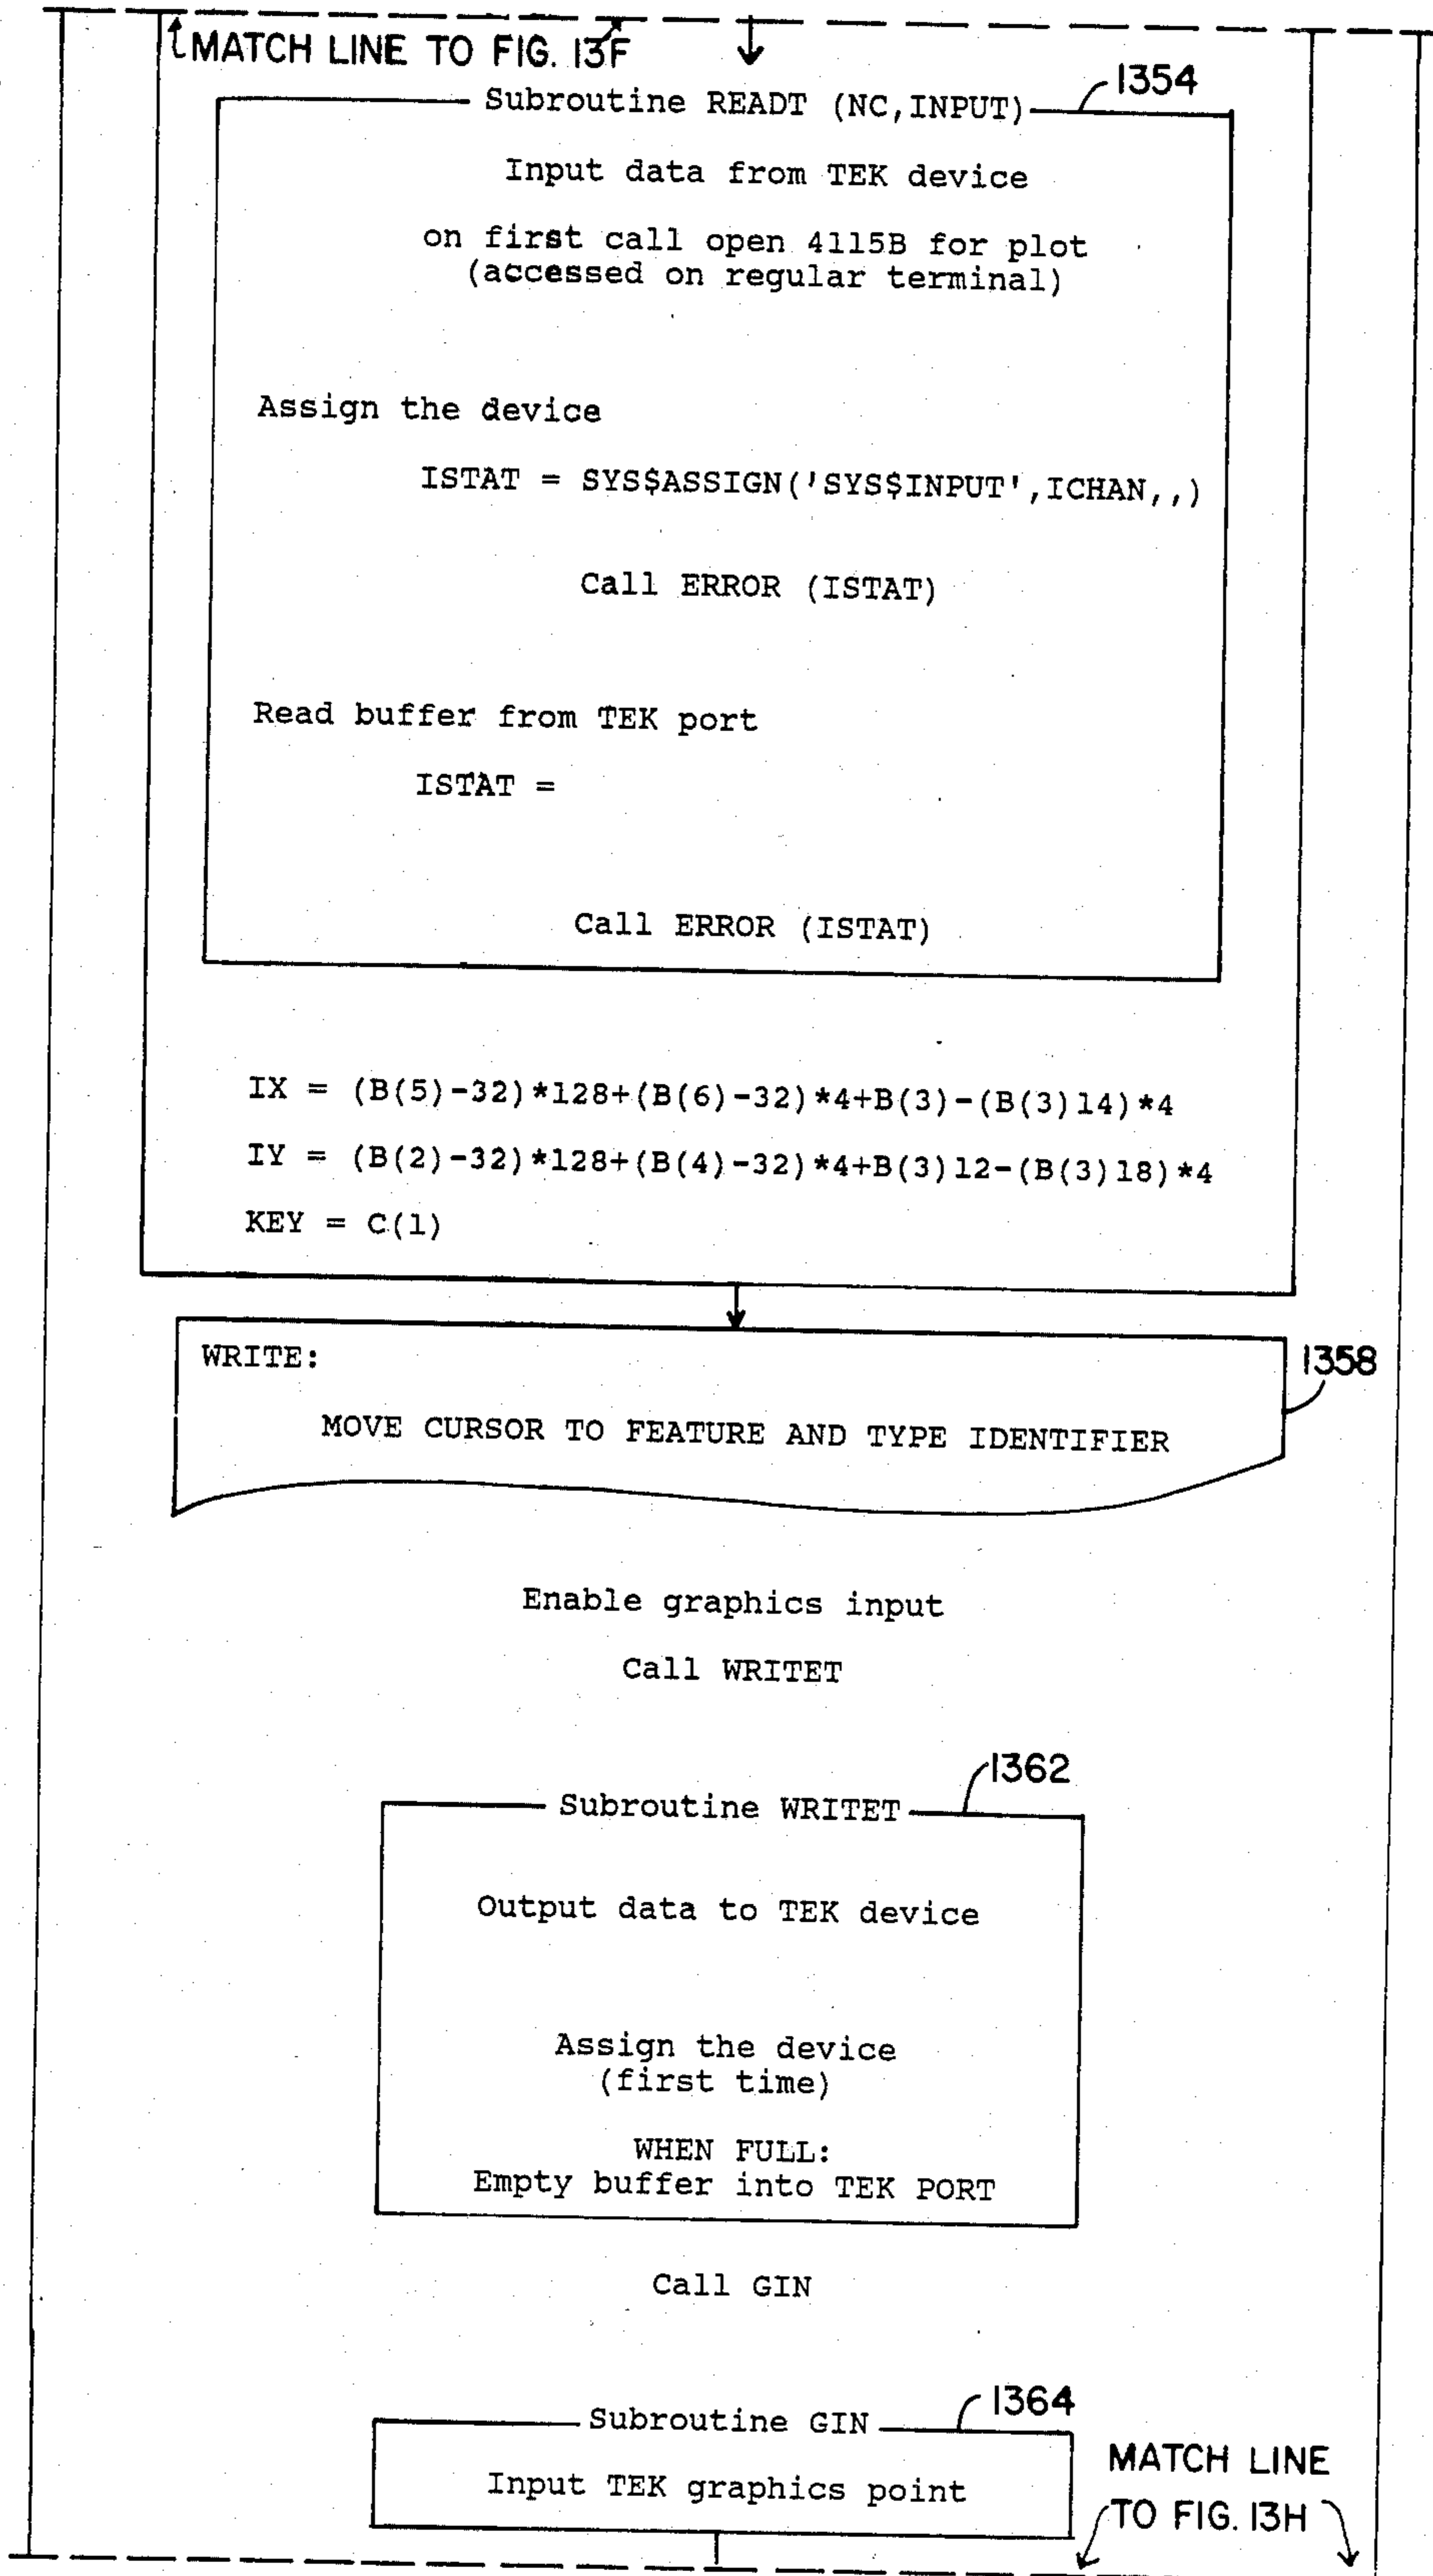 MATCH LINE TO FIG. 13F
1354
Subroutine READT (NC,INPUT)
Input data from TEK device
on first call open 4115B for plot
(accessed on regular terminal)
Assign the device
ISTAT = SYS$ASSIGN('SYS$INPUT',ICHAN,,)
Call ERROR (ISTAT)
Read buffer from TEK port
ISTAT =
Call ERROR (ISTAT)
IX = (B(5)-32)*128+(B(6)-32)*4+B(3)-(B(3)14)*4
IY = (B(2)-32)*128+(B(4)-32)*4+B(3)12-(B(3)18)*4
KEY = C(1)
WRITE:
1358
MOVE CURSOR TO FEATURE AND TYPE IDENTIFIER
Enable graphics input
Call WRITET
1362
Subroutine WRITET
Output data to TEK device
Assign the device
(first time)
WHEN FULL:
Empty buffer into TEK PORT
Call GIN
1364
Subroutine GIN
Input TEK graphics point
MATCH LINE
TO FIG. 13H